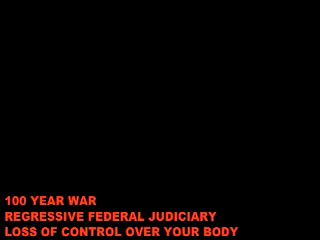 100 YEAR WAR
REGRESSIVE FEDERAL JUDICIARY
LOSS OF CONTROL OVER YOUR BODY